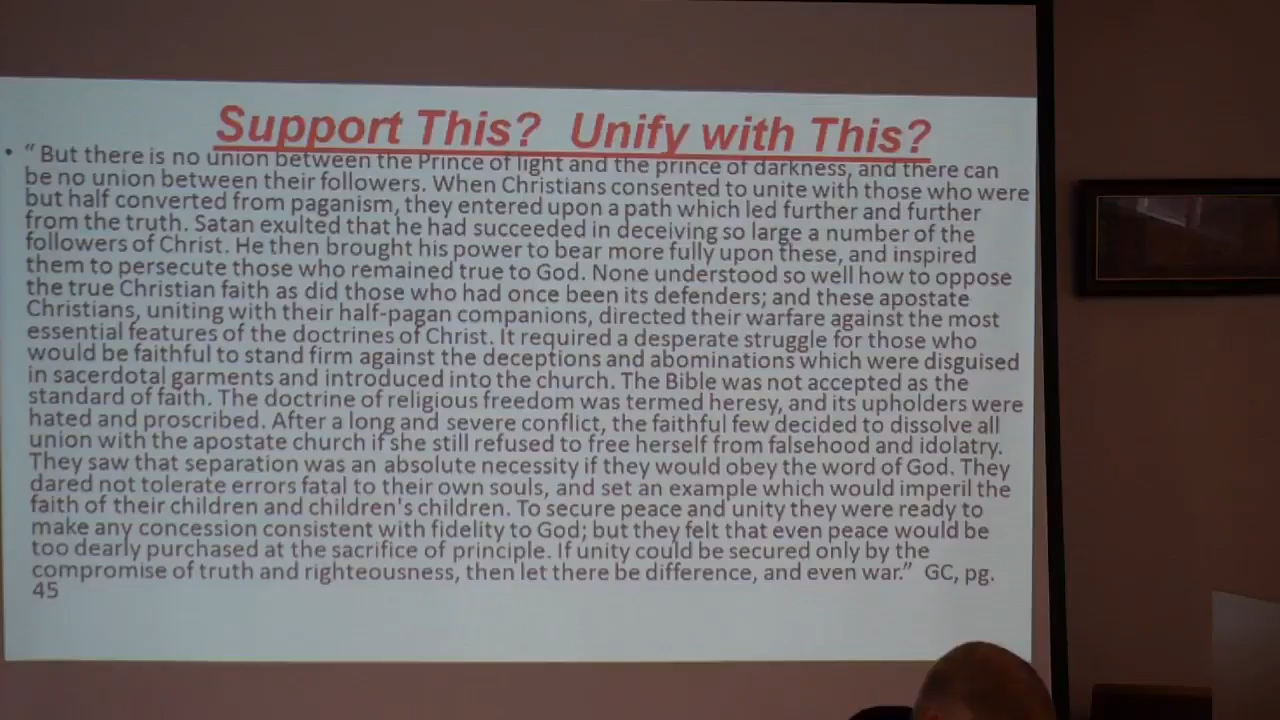 Support This? Unify with This?
• “ But there is no union between the Prince of light and the prince of darkness, and there can
be no union between their followers. When Christians consented to unite with those who were
but half converted from paganism, they entered upon a path which led further and further
from the truth. Satan exulted that he had succeeded in deceiving so large a number of the
followers of Christ. He then brought his power to bear more fully upon these, and inspired
them to persecute those who remained true to God. None understood so well how to oppose
the true Christian faith as did those who had once been its defenders; and these apostate
Christians, uniting with their half-pagan companions, directed their warfare against the most
essential features of the doctrines of Christ. It required a desperate struggle for those who
would be faithful to stand firm against the deceptions and abominations which were disguised
in sacerdotal garments and introduced into the church. The Bible was not accepted as the
standard of faith. The doctrine of religious freedom was termed heresy, and its upholders were
hated and proscribed. After a long and severe conflict, the faithful few decided to dissolve all
union with the apostate church if she still refused to free herself from falsehood and idolatry.
They saw that separation was an absolute necessity if they would obey the word of God. They
dared not tolerate errors fatal to their own souls, and set an example which would imperil the
faith of their children and children's children. To secure peace and unity they were ready to
make any concession consistent with fidelity to God; but they felt that even peace would be
too dearly purchased at the sacrifice of principle. If unity could be secured only by the
compromise of truth and righteousness, then let there be difference, and even war.” GC, pg.
45